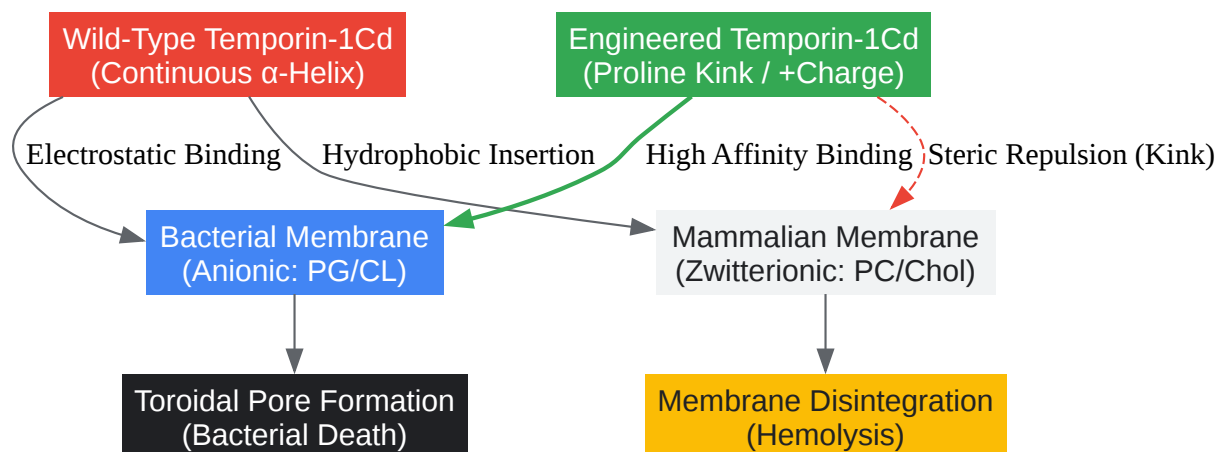 Wild-Type Temporin-1Cd
(Continuous α-Helix)
Engineered Temporin-1Cd
(Proline Kink / +Charge)
Electrostatic Binding
Hydrophobic Insertion
High Affinity Binding
Steric Repulsion (Kink)
Bacterial Membrane
(Anionic: PG/CL)
Mammalian Membrane
(Zwitterionic: PC/Chol)
Toroidal Pore Formation
(Bacterial Death)
Membrane Disintegration
(Hemolysis)